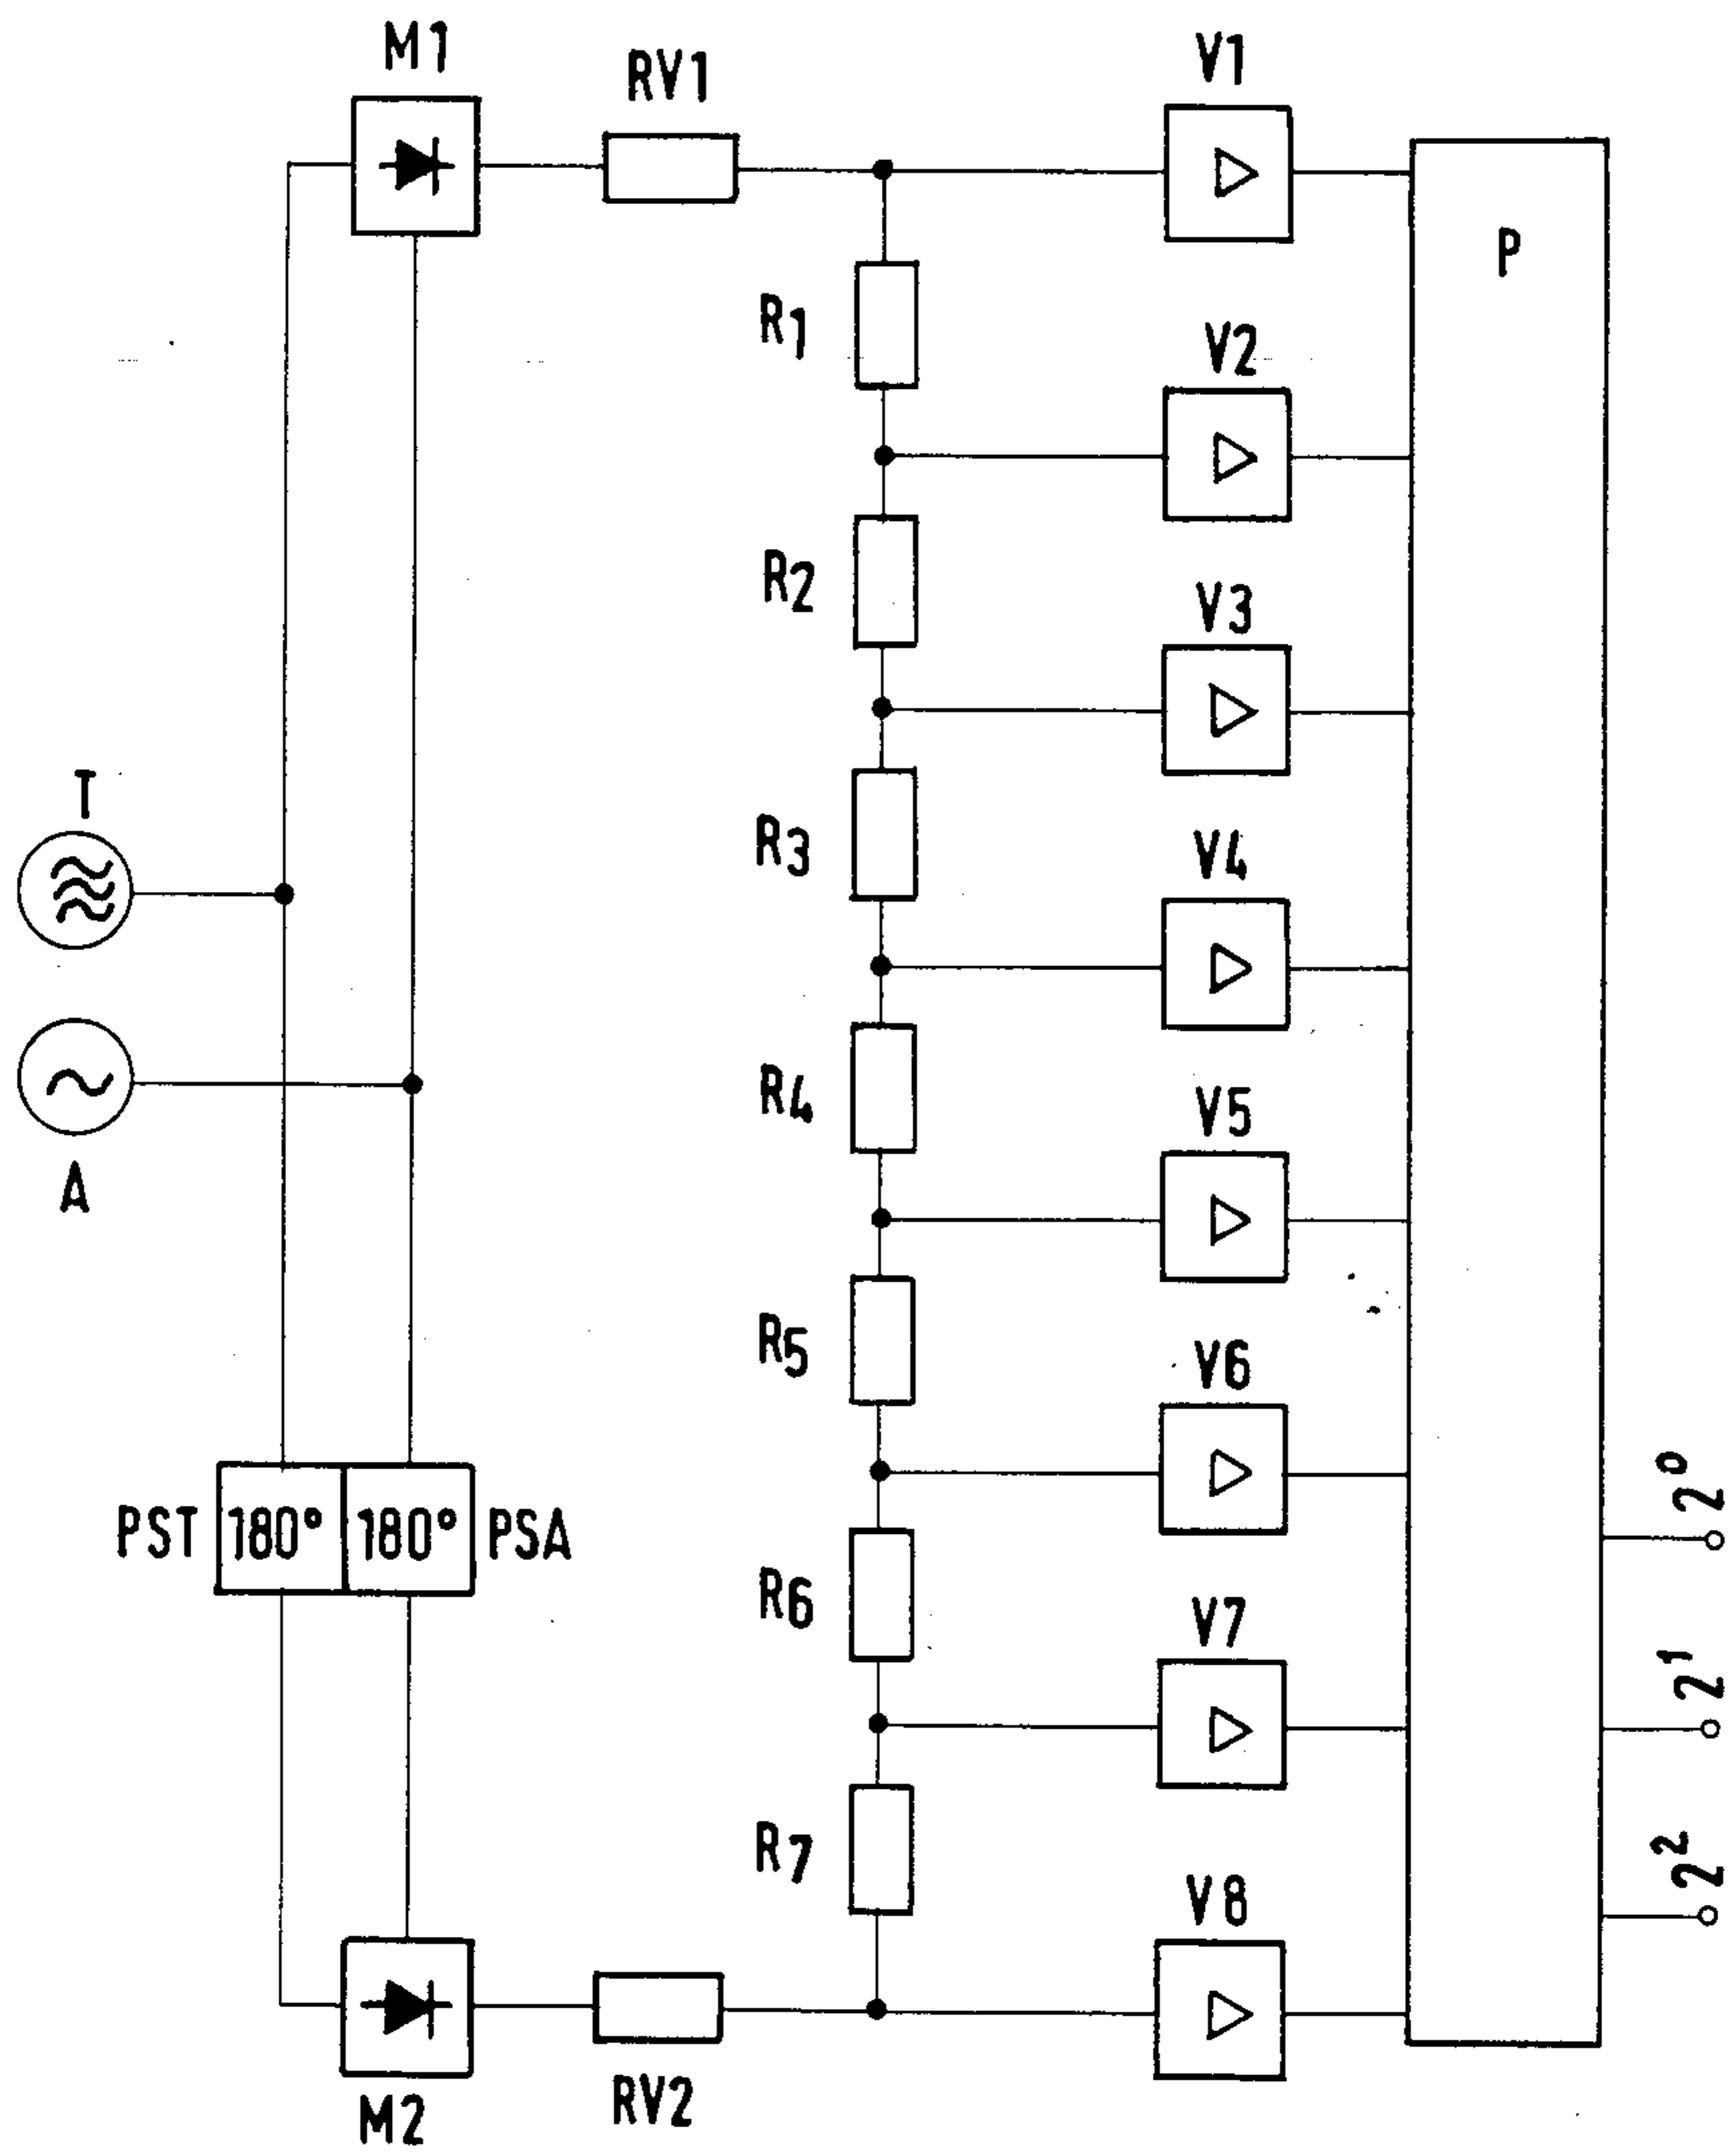 M1
RV1
V1
P
R1
V2
R2
V3
T
R3
V4
A
R4
V5
R5
V6
PST 180° 180° PSA
2⁰
R6
V7
2¹
R7
V8
2²
M2
RV2